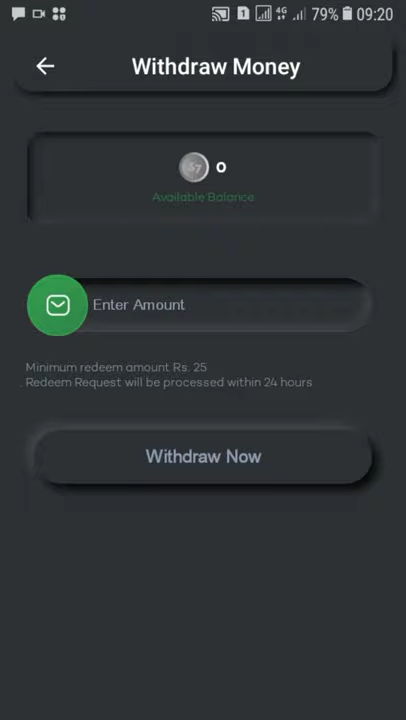 4G 79% 09:20
Withdraw Money
0
Available Balance
Enter Amount
Minimum redeem amount Rs. 25
Redeem Request will be processed within 24 hours
Withdraw Now